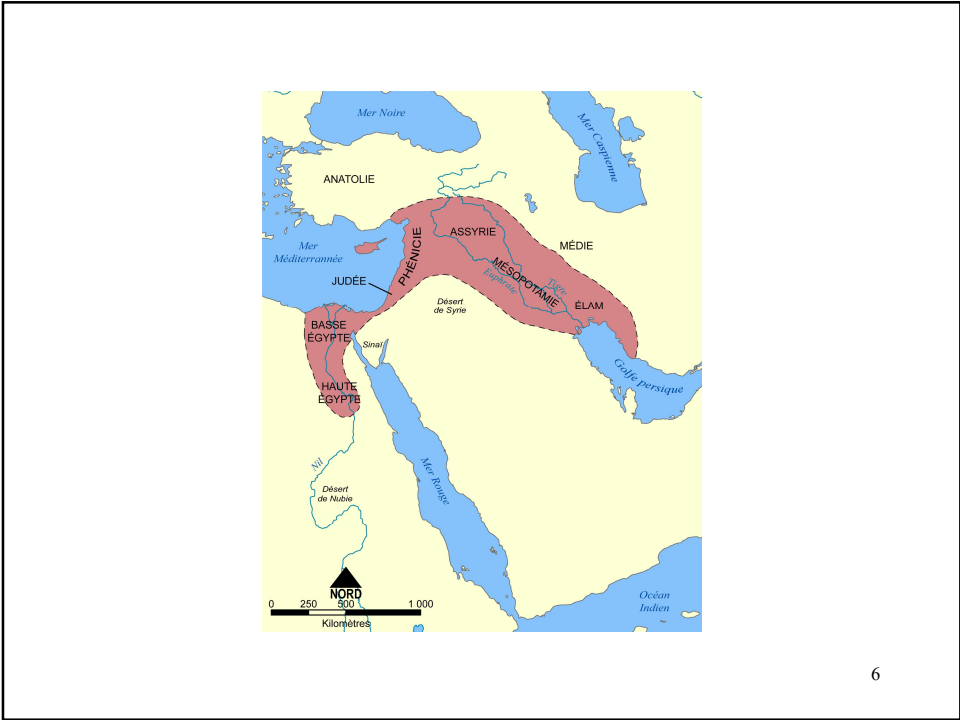 Mer Noire
Mer Caspienne
ANATOLIE
ASSYRIE
MÉDIE
PHÉNICIE
Mer
Méditerrannée
MÉSOPOTAMIE
Tigre
Euphrate
JUDÉE
ÉLAM
Désert
de Syrie
BASSE
ÉGYPTE
Sinaï
Golfe persique
HAUTE
ÉGYPTE
Nil
Mer Rouge
Désert
de Nubie
NORD
0 250 500 1 000
Kilomètres
Océan
Indien
6